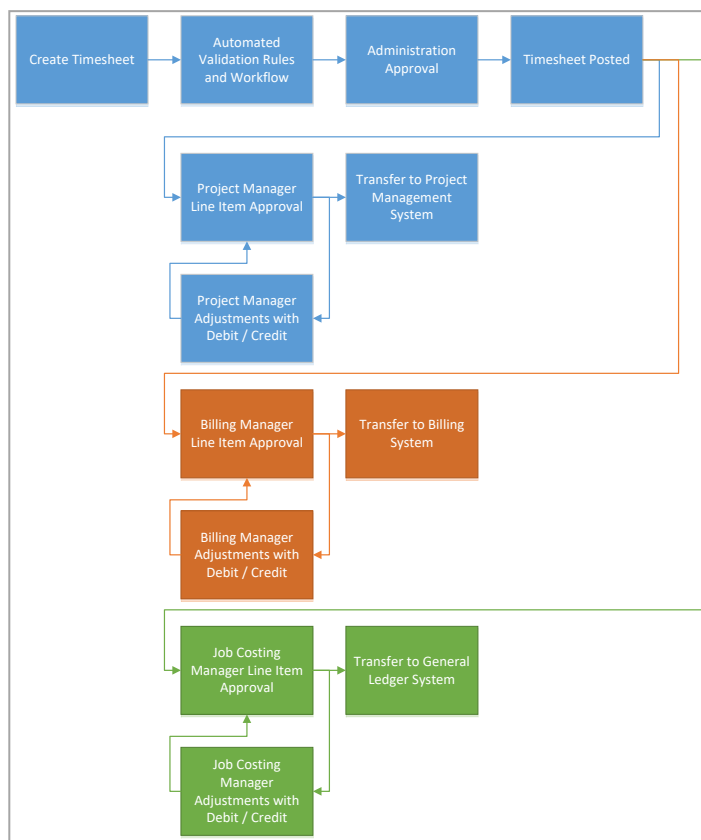 Create Timesheet
Automated
Validation Rules
and Workflow
Administration
Approval
Timesheet Posted
Project Manager
Line Item Approval
Transfer to Project
Management
System
Project Manager
Adjustments with
Debit / Credit
Billing Manager
Line Item Approval
Transfer to Billing
System
Billing Manager
Adjustments with
Debit / Credit
Job Costing
Manager Line Item
Approval
Transfer to General
Ledger System
Job Costing
Manager
Adjustments with
Debit / Credit